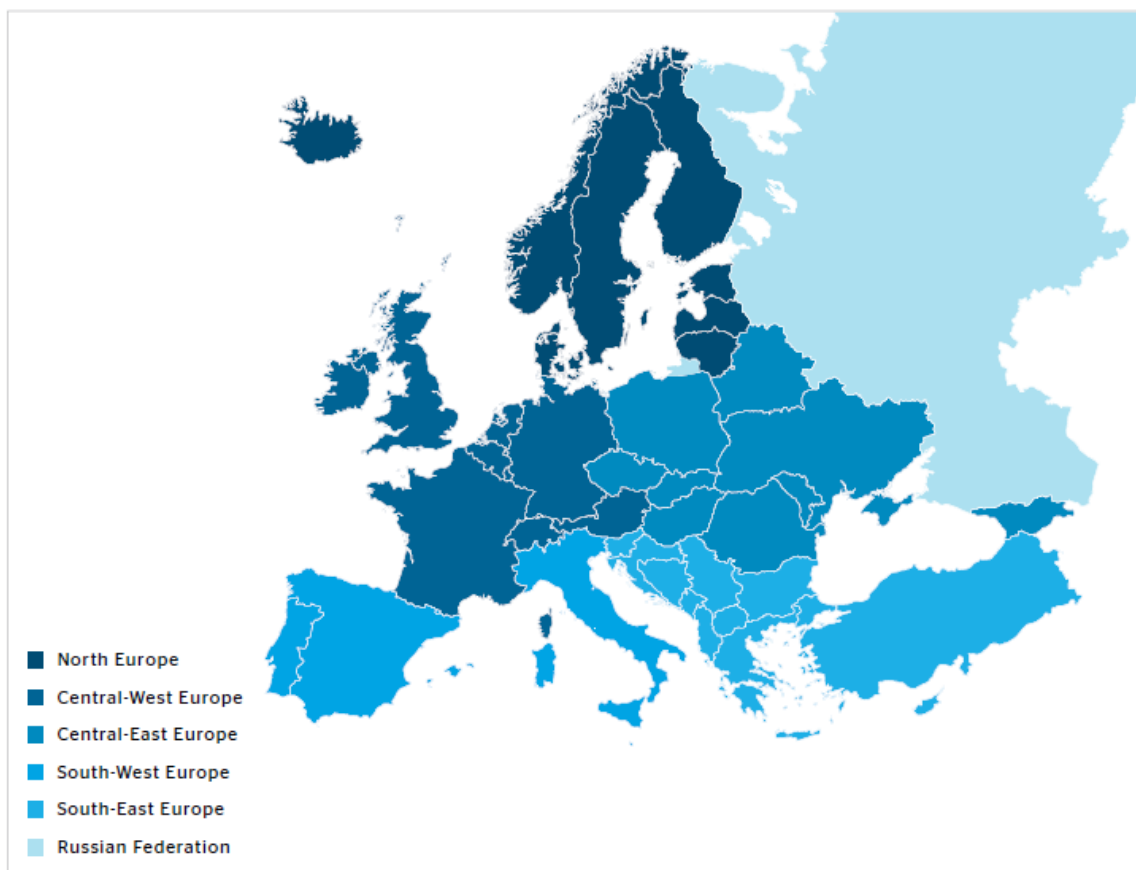 North Europe
Central-West Europe
Central-East Europe
South-West Europe
South-East Europe
Russian Federation